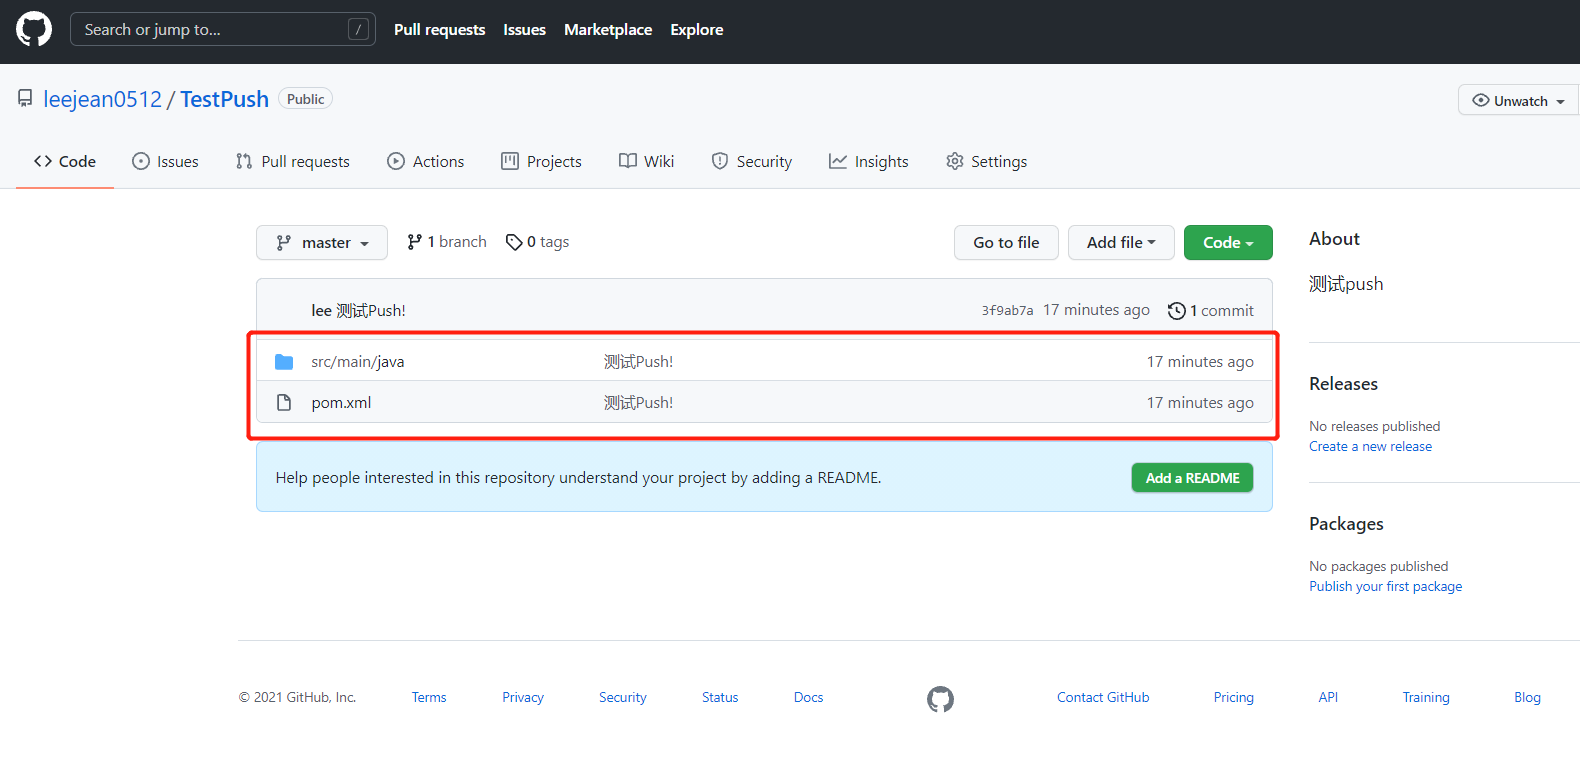 Search or jump to... / Pull requests Issues Marketplace Explore
leejean0512 / TestPush Public Unwatch
Code Issues Pull requests Actions Projects Wiki Security Insights Settings
master 1 branch 0 tags Go to file Add file Code
About
测试push
lee 测试Push! 3f9ab7a 17 minutes ago 1 commit
src/main/java 测试Push! 17 minutes ago
pom.xml 测试Push! 17 minutes ago
Releases
No releases published
Create a new release
Help people interested in this repository understand your project by adding a README. Add a README
Packages
No packages published
Publish your first package
© 2021 GitHub, Inc. Terms Privacy Security Status Docs Contact GitHub Pricing API Training Blog